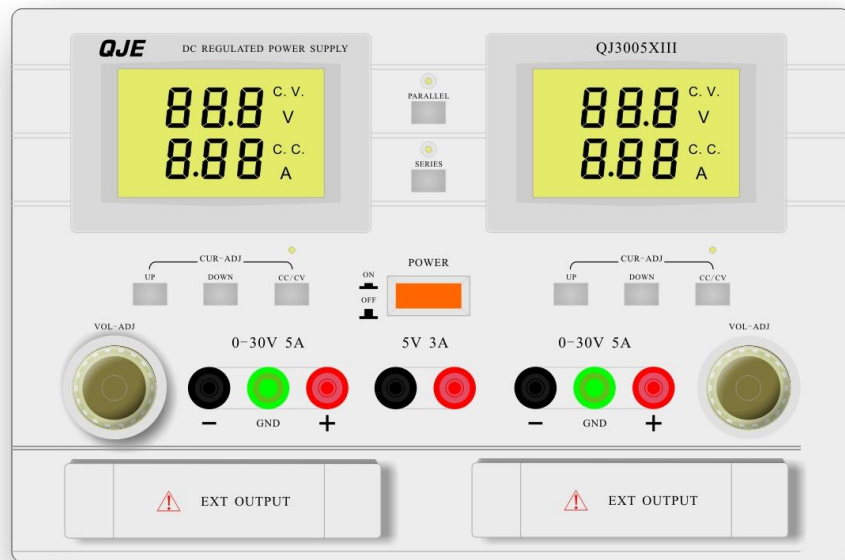 QJE DC REGULATED POWER SUPPLY
88.8 C. V.
V
8.88 C. C.
A
PARALLEL
SERIES
QJ3005XIII
88.8 C. V.
V
8.88 C. C.
A
CUR-ADJ
UP DOWN CC/CV
POWER
ON
OFF
CUR-ADJ
UP DOWN CC/CV
VOL-ADJ
0-30V 5A
- GND +
5V 3A
0-30V 5A
- GND +
VOL-ADJ
EXT OUTPUT
EXT OUTPUT